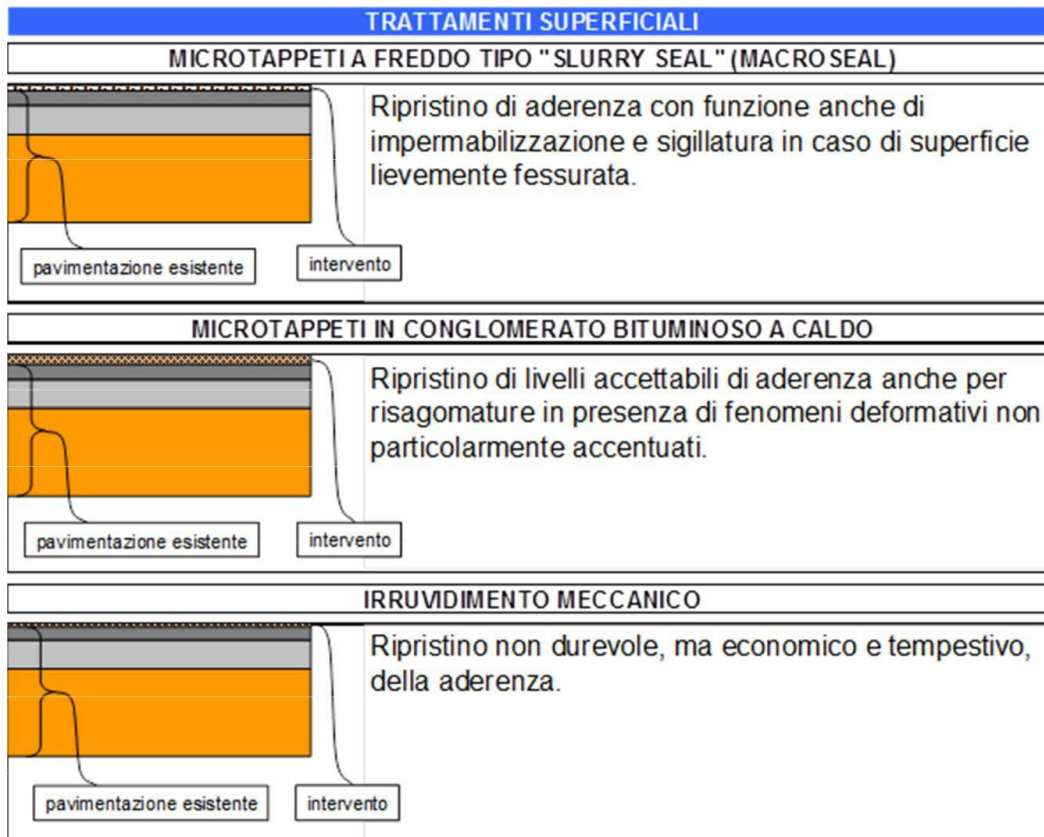 TRATTAMENTI SUPERFICIALI
MICROTAPPETI A FREDDO TIPO "SLURRY SEAL" (MACROSEAL)
Ripristino di aderenza con funzione anche di
impermabilizzazione e sigillatura in caso di superficie
lievemente fessurata.
pavimentazione esistente
intervento
MICROTAPPETI IN CONGLOMERATO BITUMINOSO A CALDO
Ripristino di livelli accettabili di aderenza anche per
risagomature in presenza di fenomeni deformativi non
particolarmente accentuati.
pavimentazione esistente
intervento
IRRUVIDIMENTO MECCANICO
Ripristino non durevole, ma economico e tempestivo,
della aderenza.
pavimentazione esistente
intervento